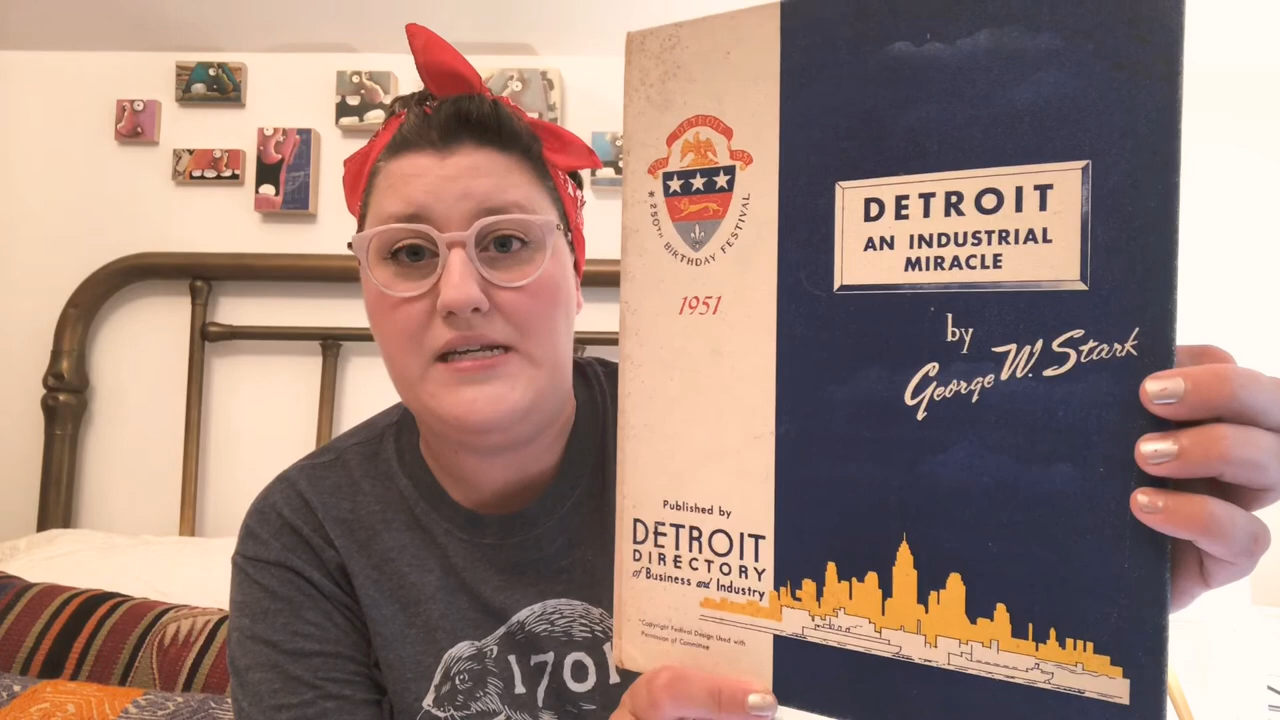 DETROIT
1701 1951
* 250TH BIRTHDAY FESTIVAL
1951
Published by
DETROIT
DIRECTORY
of Business and Industry
*Copyright Festival Design Used with
Permission of Committee
DETROIT
AN INDUSTRIAL
MIRACLE
by
George W. Stark
1701